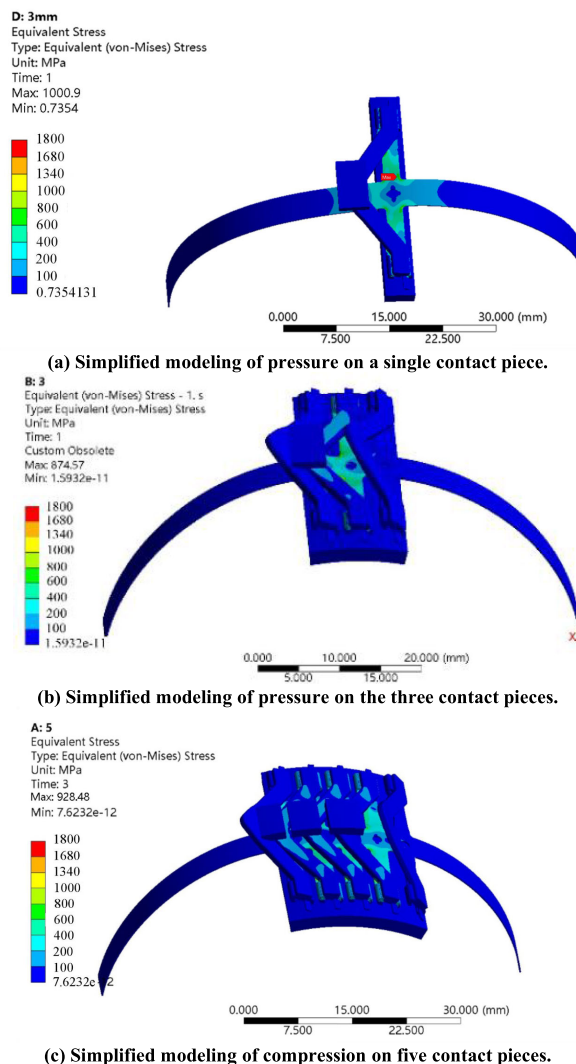 D: 3mm
Equivalent Stress
Type: Equivalent (von-Mises) Stress
Unit: MPa
Time: 1
Max: 1000.9
Min: 0.7354
1800
1680
1340
1000
800
600
400
200
100
0.7354131
Max
0.000 15.000 30.000 (mm)
7.500 22.500
(a) Simplified modeling of pressure on a single contact piece.
B: 3
Equivalent (von-Mises) Stress - 1. s
Type: Equivalent (von-Mises) Stress
Unit: MPa
Time: 1
Custom Obsolete
Max: 874.57
Min: 1.5932e-11
1800
1680
1340
1000
800
600
400
200
100
1.5932e-11
X
0.000 10.000 20.000 (mm)
5.000 15.000
(b) Simplified modeling of pressure on the three contact pieces.
A: 5
Equivalent Stress
Type: Equivalent (von-Mises) Stress
Unit: MPa
Time: 3
Max: 928.48
Min: 7.6232e-12
1800
1680
1340
1000
800
600
400
200
100
7.6232e-12
0.000 15.000 30.000 (mm)
7.500 22.500
(c) Simplified modeling of compression on five contact pieces.